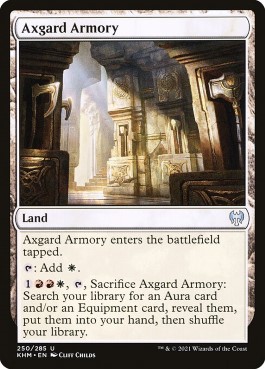 Axgard Armory
Land
Axgard Armory enters the battlefield
tapped.
: Add .
1, , Sacrifice Axgard Armory:
Search your library for an Aura card
and/or an Equipment card, reveal them,
put them into your hand, then shuffle
your library.
250/285 U
KHM • EN CLIFF CHILDS
™ & © 2021 Wizards of the Coast